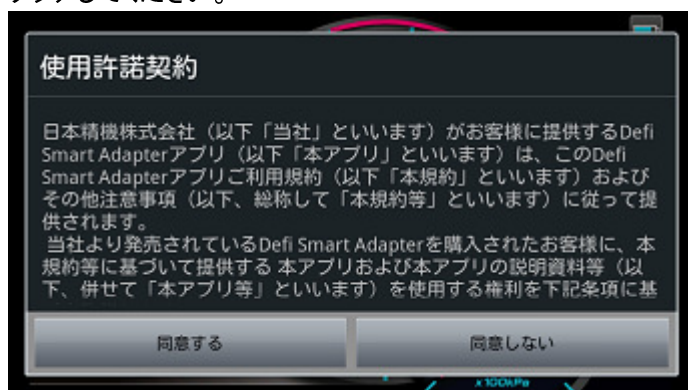 タップしてください。
使用許諾契約
日本精機株式会社（以下「当社」といいます）がお客様に提供するDefi
Smart Adapterアプリ（以下「本アプリ」といいます）は、このDefi
Smart Adapterアプリご利用規約（以下「本規約」といいます）および
その他注意事項（以下、総称して「本規約等」といいます）に従って提
供されます。
当社より発売されているDefi Smart Adapterを購入されたお客様に、本
規約等に基づいて提供する 本アプリおよび本アプリの説明資料等（以
下、併せて「本アプリ等」といいます）を使用する権利を下記条項に基
同意する
同意しない
x100kPa